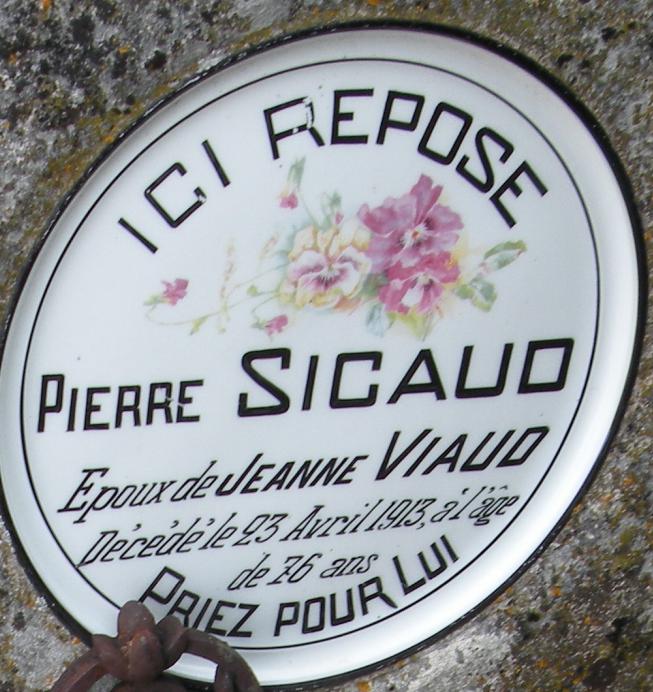 ICI REPOSE
PIERRE SICAUD
Epoux de JEANNE VIAUD
Décédé le 23 Avril 1913, à l'âge
de 76 ans
PRIEZ POUR LUI